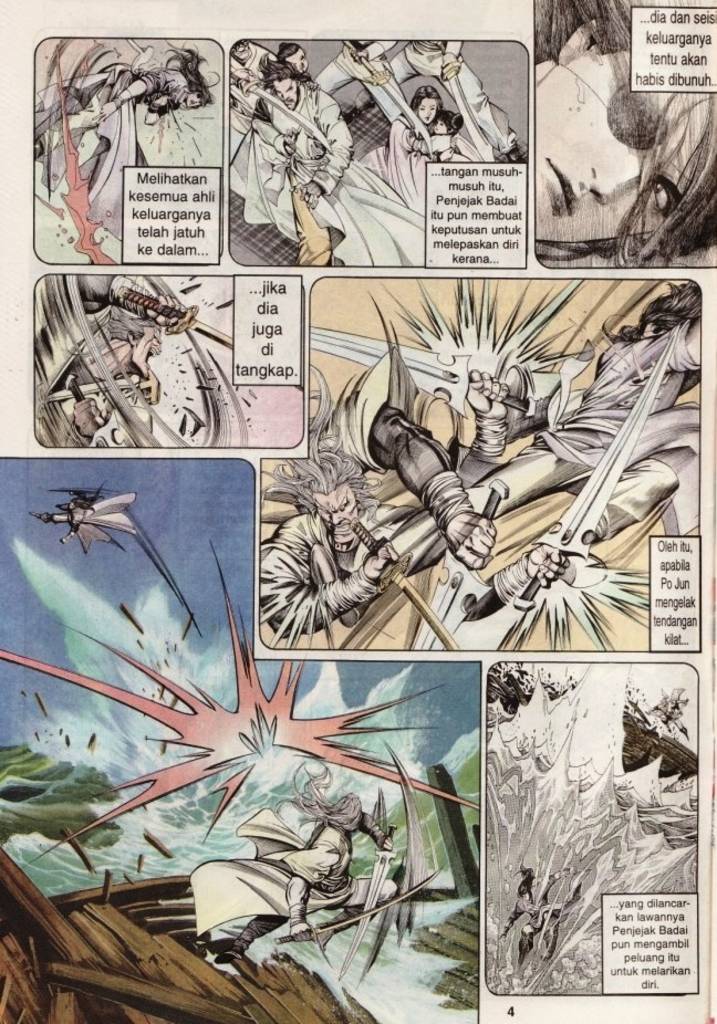 Melihatkan
kesemua ahli
keluarganya
telah jatuh
ke dalam...
...tangan musuh-
musuh itu,
Penjejak Badai
itu pun membuat
keputusan untuk
melepaskan diri
kerana...
...dia dan seisi
keluarganya
tentu akan
habis dibunuh...
...jika
dia
juga
di
tangkap.
Oleh itu,
apabila
Po Jun
mengelak
tendangan
kilat...
...yang dilancar-
kan lawannya
Penjejak Badai
pun mengambil
peluang itu
untuk melarikan
diri.
4